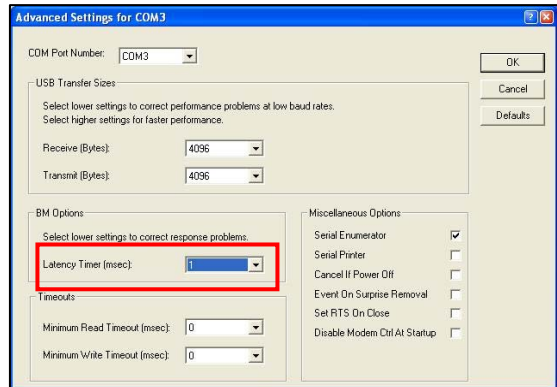 Advanced Settings for COM3
COM Port Number: COM3
OK
Cancel
Defaults
USB Transfer Sizes
Select lower settings to correct performance problems at low baud rates.
Select higher settings for faster performance.
Receive (Bytes): 4096
Transmit (Bytes): 4096
BM Options
Select lower settings to correct response problems.
Latency Timer (msec): 1
Timeouts
Minimum Read Timeout (msec): 0
Minimum Write Timeout (msec): 0
Miscellaneous Options
Serial Enumerator
Serial Printer
Cancel If Power Off
Event On Surprise Removal
Set RTS On Close
Disable Modem Ctrl At Startup